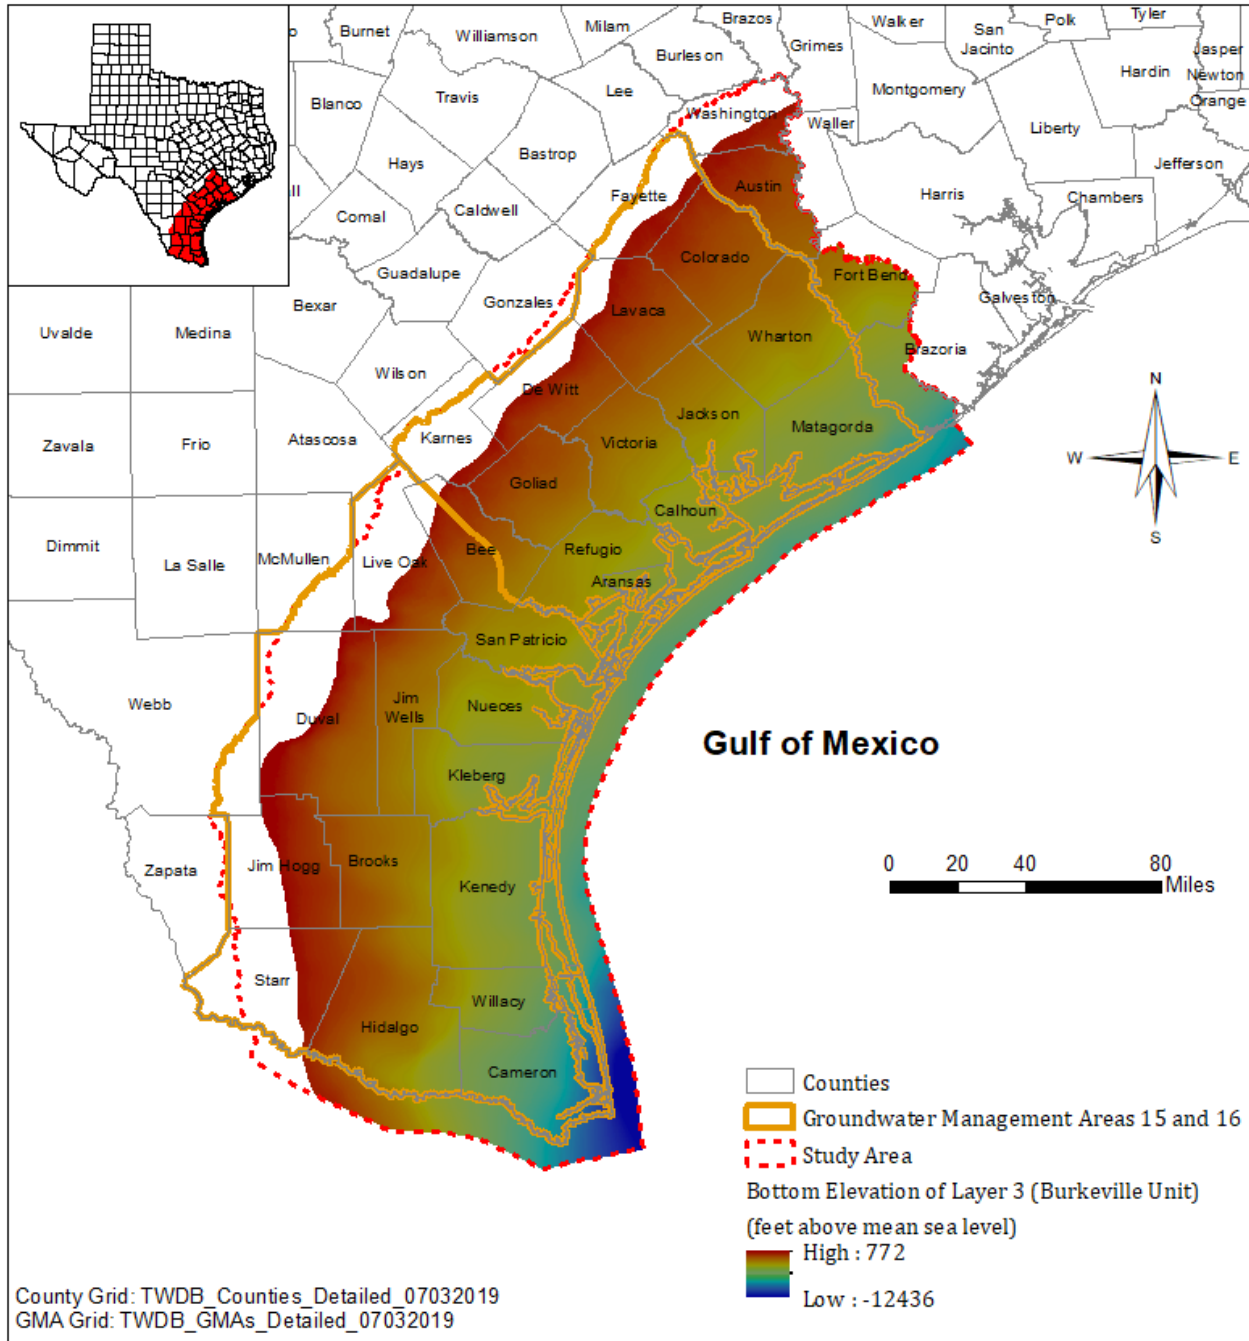 Burnet
Williamson
Milam
Brazos
Walker
Polk
Tyler
San
Jacinto
Jasper
Burleson
Grimes
Hardin
Newton
Blanco
Travis
Lee
Montgomery
Orange
Washington
Waller
Liberty
Bastrop
Hays
Jefferson
Austin
Harris
Chambers
Fayette
Comal
Caldwell
Colorado
Guadalupe
Fort Bend
Gonzales
Galveston
Bexar
Lavaca
Uvalde
Medina
Wharton
Brazoria
Wilson
De Witt
Jackson
Matagorda
Zavala
Frio
Atascosa
Karnes
Victoria
Goliad
Calhoun
Dimmit
La Salle
McMullen
Live Oak
Bee
Refugio
Aransas
San Patricio
Webb
Duval
Jim
Wells
Nueces
Kleberg
Zapata
Jim Hogg
Brooks
Kenedy
Starr
Willacy
Hidalgo
Cameron
Gulf of Mexico
N
W E
S
0 20 40 80
Miles
Counties
Groundwater Management Areas 15 and 16
Study Area
Bottom Elevation of Layer 3 (Burkeville Unit)
(feet above mean sea level)
High : 772
Low : -12436
County Grid: TWDB_Counties_Detailed_07032019
GMA Grid: TWDB_GMAs_Detailed_07032019